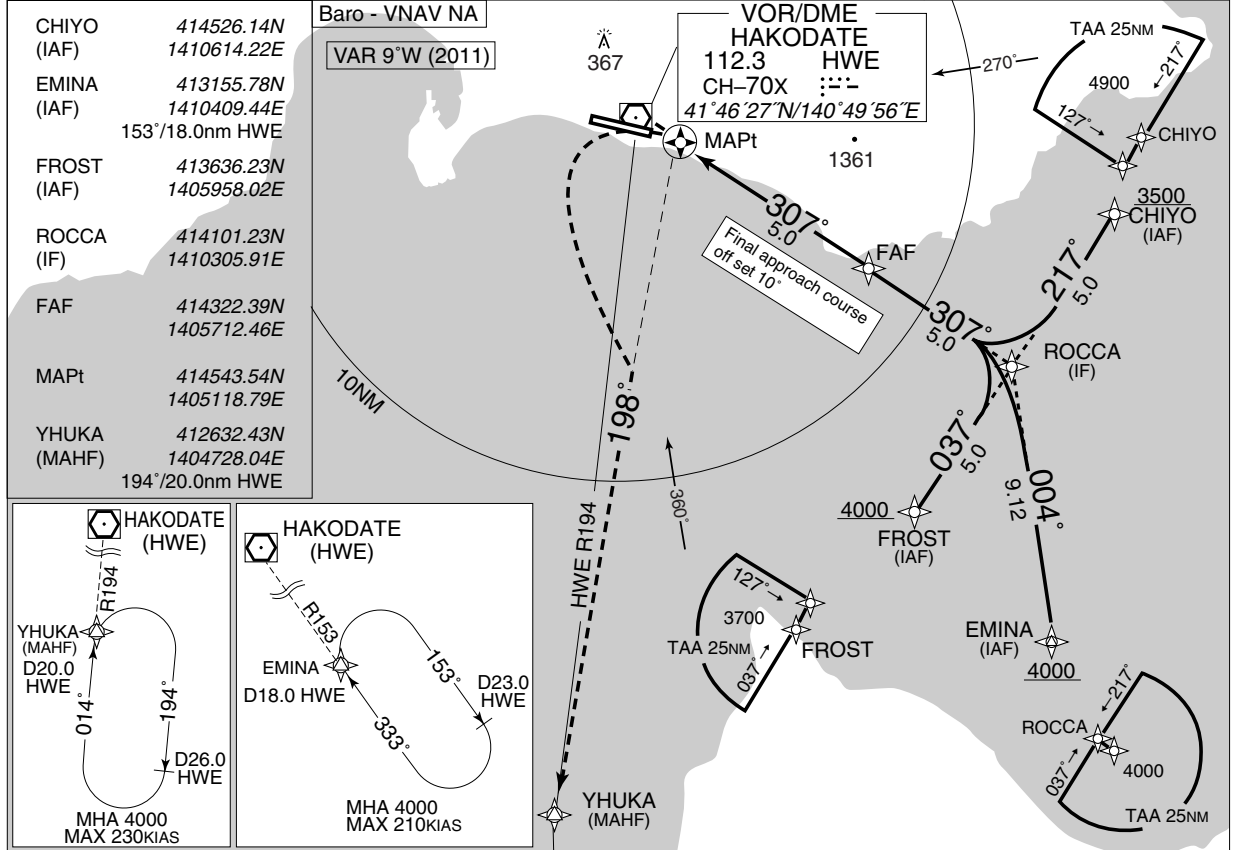 CHIYO 414526.14N
(IAF) 1410614.22E
EMINA 413155.78N
(IAF) 1410409.44E
153°/18.0nm HWE
FROST 413636.23N
(IAF) 1405958.02E
ROCCA 414101.23N
(IF) 1410305.91E
FAF 414322.39N
1405712.46E
MAPt 414543.54N
1405118.79E
YHUKA 412632.43N
(MAHF) 1404728.04E
194°/20.0nm HWE
Baro - VNAV NA
VAR 9°W (2011)
367
VOR/DME
HAKODATE
112.3 HWE
CH–70X
41°46´27˝N/140°49´56˝E
270°
TAA 25NM
4900
217°
127°
CHIYO
MAPt
1361
3500
CHIYO
(IAF)
307°
5.0
FAF
Final approach course
off set 10°
217°
5.0
307°
5.0
ROCCA
(IF)
10NM
198°
037°
5.0
004°
9.12
HWE R194
360°
4000
FROST
(IAF)
127°
3700
TAA 25NM
037°
FROST
EMINA
(IAF)
4000
217°
ROCCA
037°
4000
TAA 25NM
YHUKA
(MAHF)
HAKODATE
(HWE)
R194
YHUKA
(MAHF)
D20.0
HWE
014°
194°
D26.0
HWE
MHA 4000
MAX 230KIAS
HAKODATE
(HWE)
R153
EMINA
D18.0 HWE
153°
D23.0
HWE
333°
MHA 4000
MAX 210KIAS